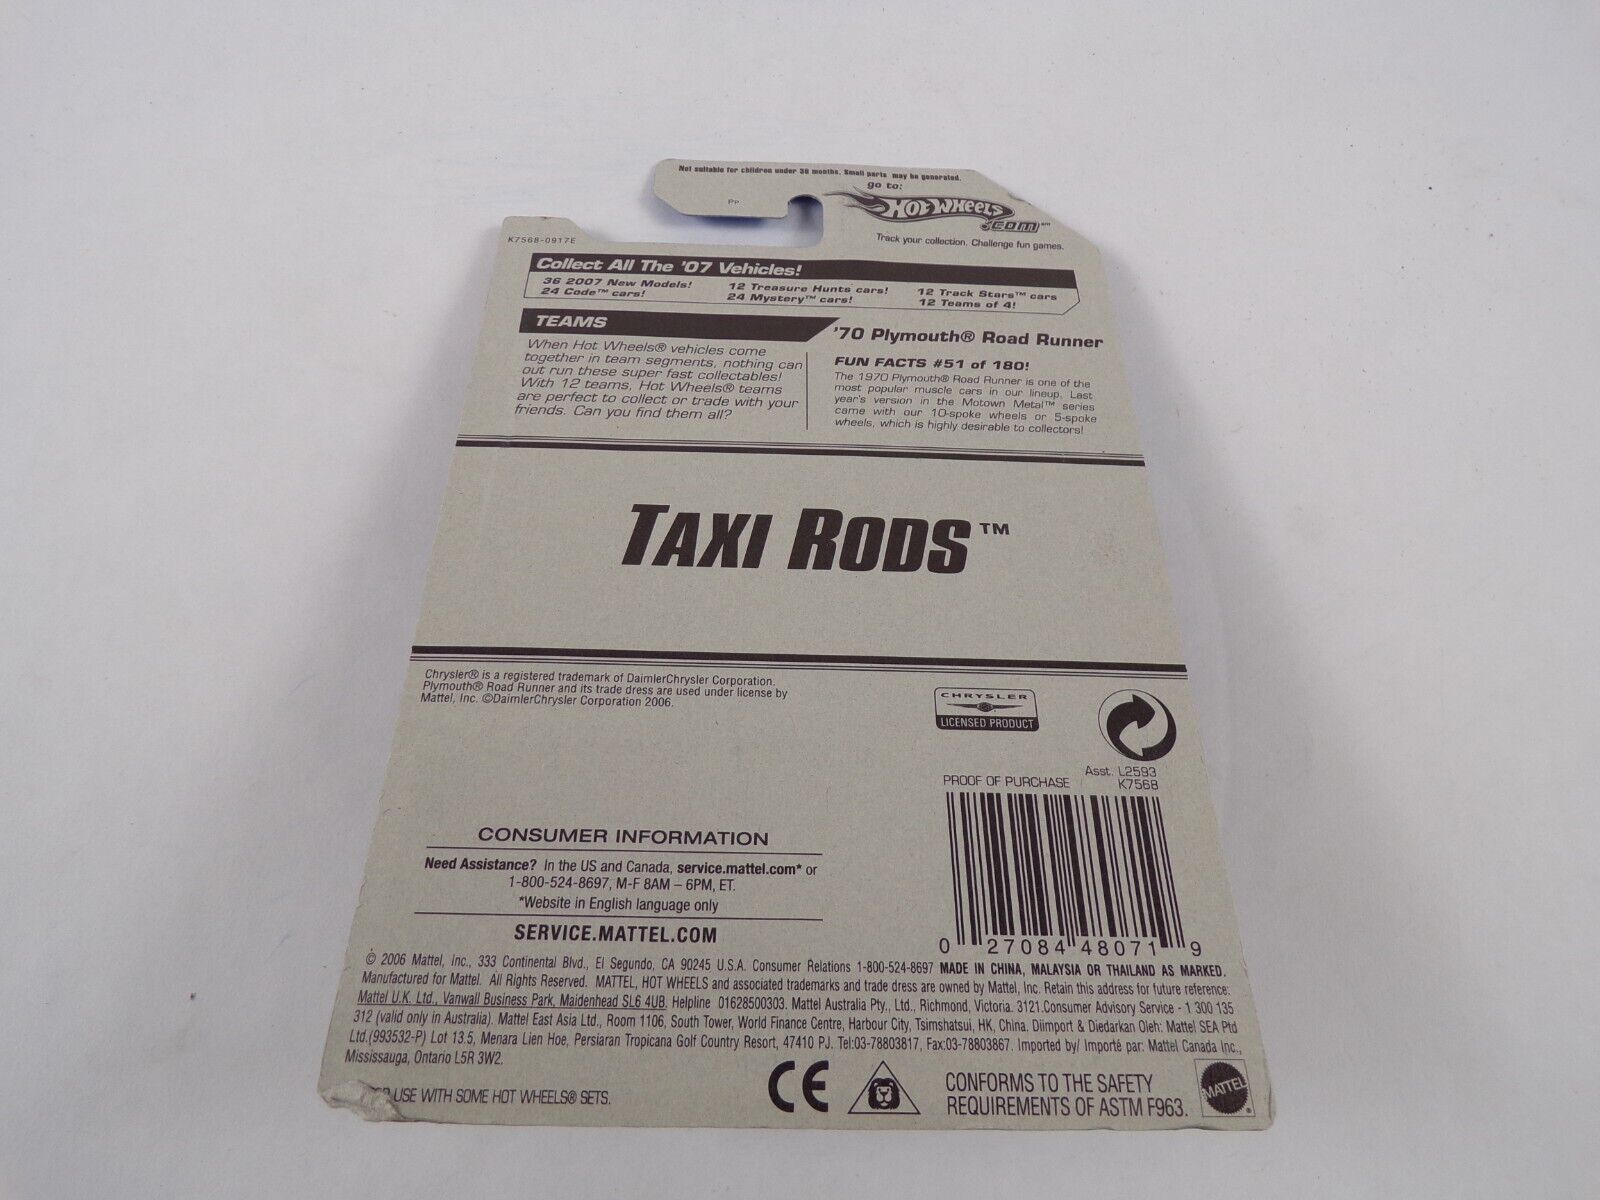 Not suitable for children under 36 months. Small parts may be generated.
go to:
PP
HOT WHEELS
.COM℠
Track your collection. Challenge fun games.
K7568-0917E
Collect All The '07 Vehicles!
36 2007 New Models! 12 Treasure Hunts cars! 12 Track Stars™ cars
24 Code™ cars! 24 Mystery™ cars! 12 Teams of 4!
TEAMS
When Hot Wheels® vehicles come
together in team segments, nothing can
out run these super fast collectables!
With 12 teams, Hot Wheels® teams
are perfect to collect or trade with your
friends. Can you find them all?
'70 Plymouth® Road Runner
FUN FACTS #51 of 180!
The 1970 Plymouth® Road Runner is one of the
most popular muscle cars in our lineup. Last
year's version in the Motown Metal™ series
came with our 10-spoke wheels or 5-spoke
wheels, which is highly desirable to collectors!
TAXI RODS™
Chrysler® is a registered trademark of DaimlerChrysler Corporation.
Plymouth® Road Runner and its trade dress are used under license by
Mattel, Inc. ©DaimlerChrysler Corporation 2006.
CHRYSLER
LICENSED PRODUCT
Asst. L2593
PROOF OF PURCHASE K7568
0 27084 48071 9
CONSUMER INFORMATION
Need Assistance? In the US and Canada, service.mattel.com* or
1-800-524-8697, M-F 8AM – 6PM, ET.
*Website in English language only
SERVICE.MATTEL.COM
© 2006 Mattel, Inc., 333 Continental Blvd., El Segundo, CA 90245 U.S.A. Consumer Relations 1-800-524-8697 MADE IN CHINA, MALAYSIA OR THAILAND AS MARKED.
Manufactured for Mattel. All Rights Reserved. MATTEL, HOT WHEELS and associated trademarks and trade dress are owned by Mattel, Inc. Retain this address for future reference:
Mattel U.K. Ltd., Vanwall Business Park, Maidenhead SL6 4UB. Helpline 01628500303. Mattel Australia Pty., Ltd., Richmond, Victoria. 3121.Consumer Advisory Service - 1 300 135
312 (valid only in Australia). Mattel East Asia Ltd., Room 1106, South Tower, World Finance Centre, Harbour City, Tsimshatsui, HK, China. Diimport & Diedarkan Oleh: Mattel SEA Ptd
Ltd.(993532-P) Lot 13.5, Menara Lien Hoe, Persiaran Tropicana Golf Country Resort, 47410 PJ. Tel:03-78803817, Fax:03-78803867. Imported by/ Importé par: Mattel Canada Inc.,
Mississauga, Ontario L5R 3W2.
USE WITH SOME HOT WHEELS® SETS.
CE
CONFORMS TO THE SAFETY
REQUIREMENTS OF ASTM F963.
MATTEL®